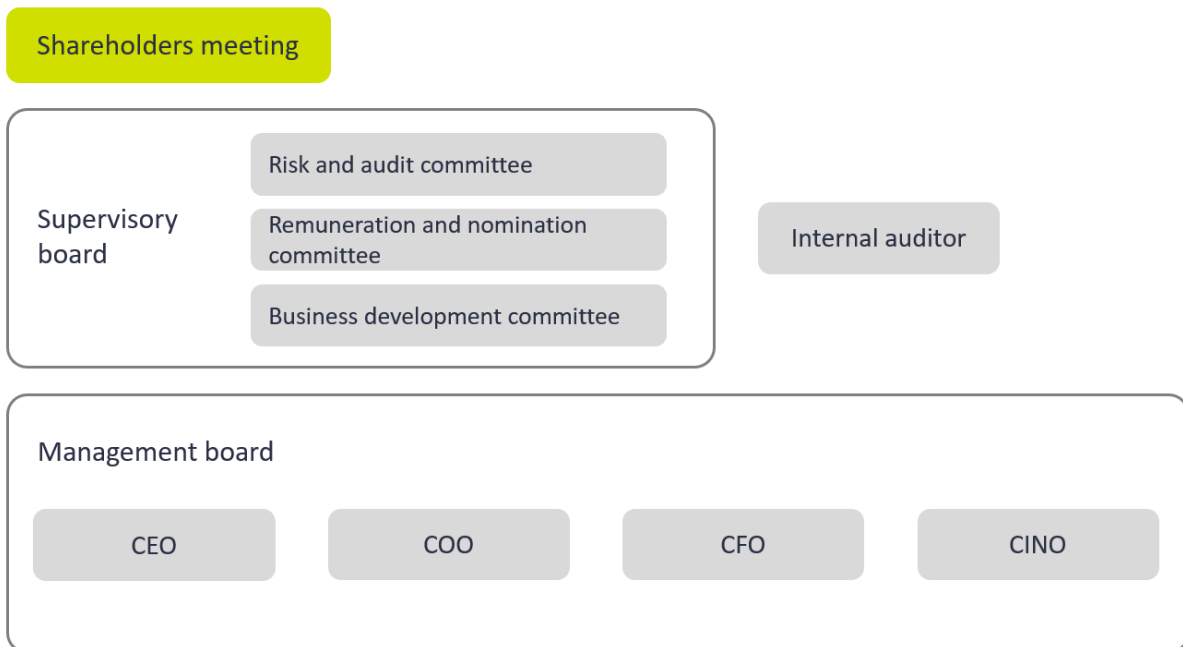 Shareholders meeting
Risk and audit committee
Supervisory
board
Remuneration and nomination
committee
Business development committee
Internal auditor
Management board
CEO
COO
CFO
CINO